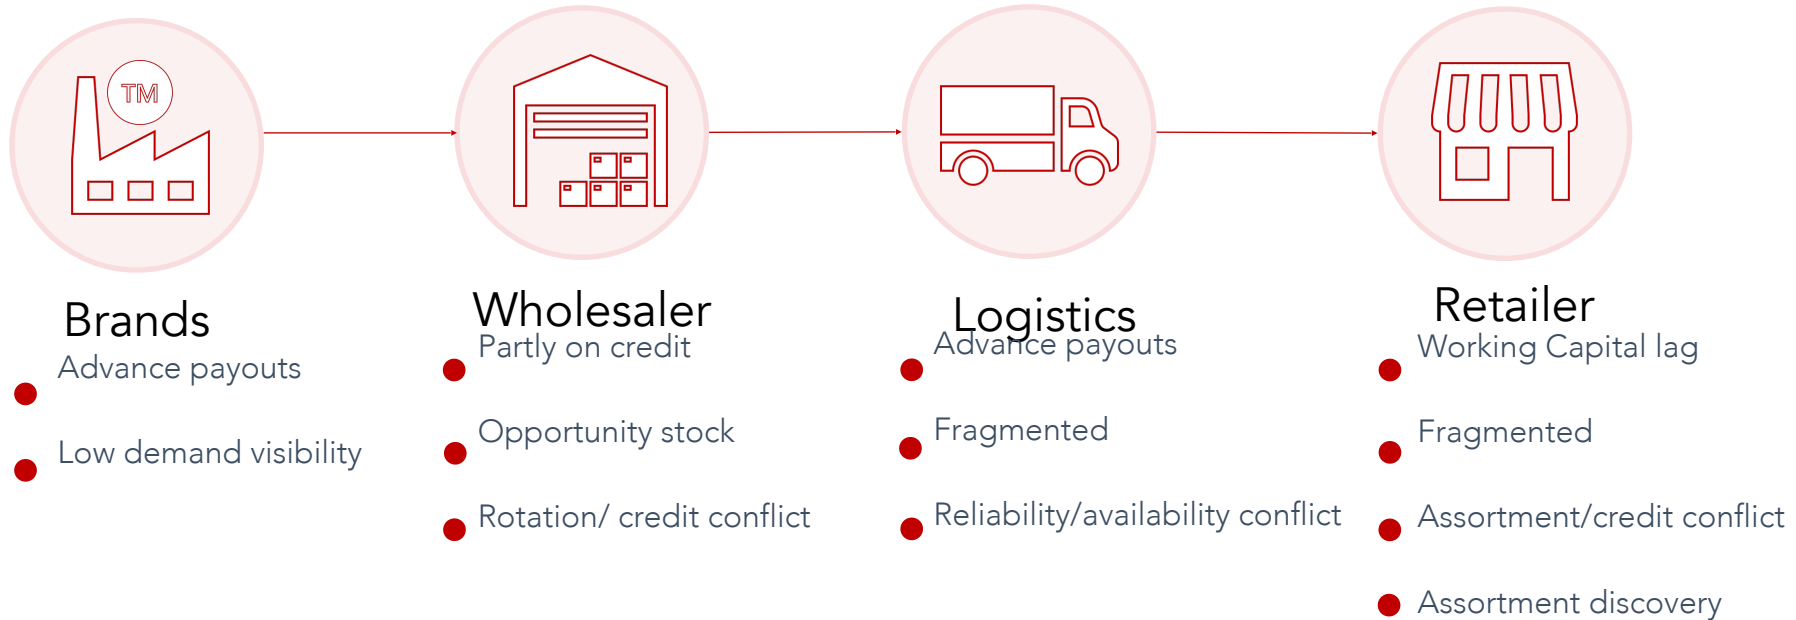 TM
Brands
Advance payouts
Low demand visibility
Wholesaler
Partly on credit
Opportunity stock
Rotation/ credit conflict
Logistics
Advance payouts
Fragmented
Reliability/availability conflict
Retailer
Working Capital lag
Fragmented
Assortment/credit conflict
Assortment discovery